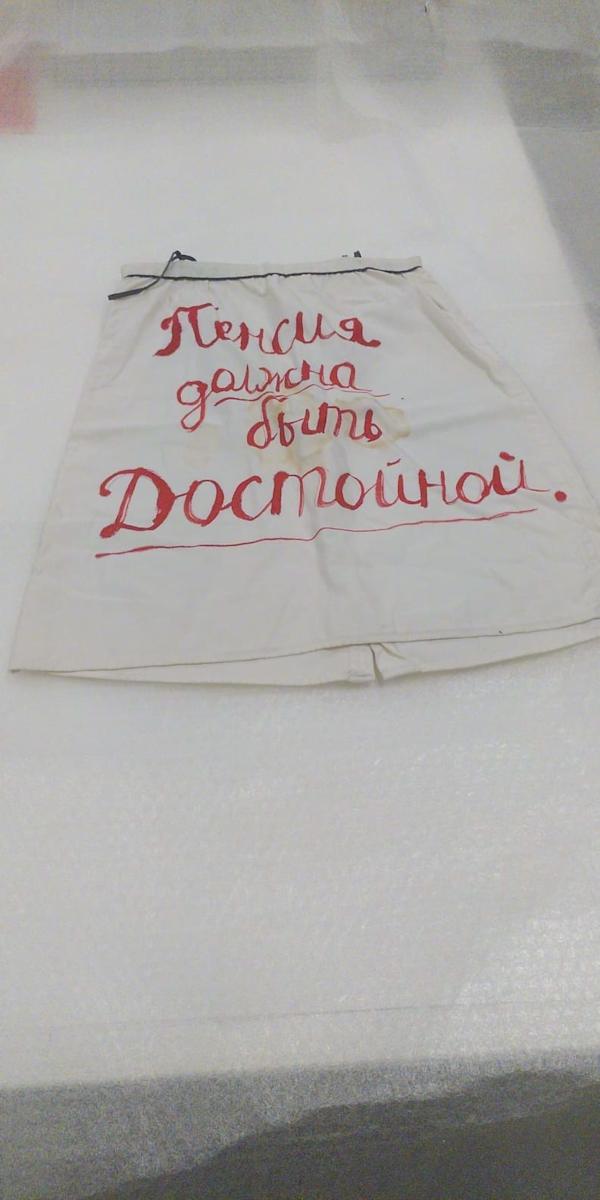 Пенсия
должна
быть
Достойной.